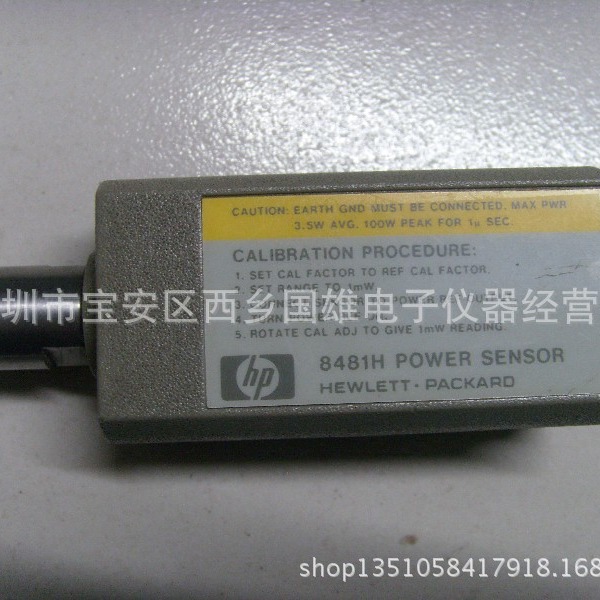 CAUTION: EARTH GND MUST BE CONNECTED. MAX PWR
3.5W AVG. 100W PEAK FOR 1μ SEC.
CALIBRATION PROCEDURE:
1. SET CAL FACTOR TO REF CAL FACTOR.
2. SET RANGE TO 1mW.
圳市宝安区西乡国雄电子仪器经营
5. ROTATE CAL ADJ TO GIVE 1mW READING.
hp
8481H POWER SENSOR
HEWLETT · PACKARD
shop1351058417918.168